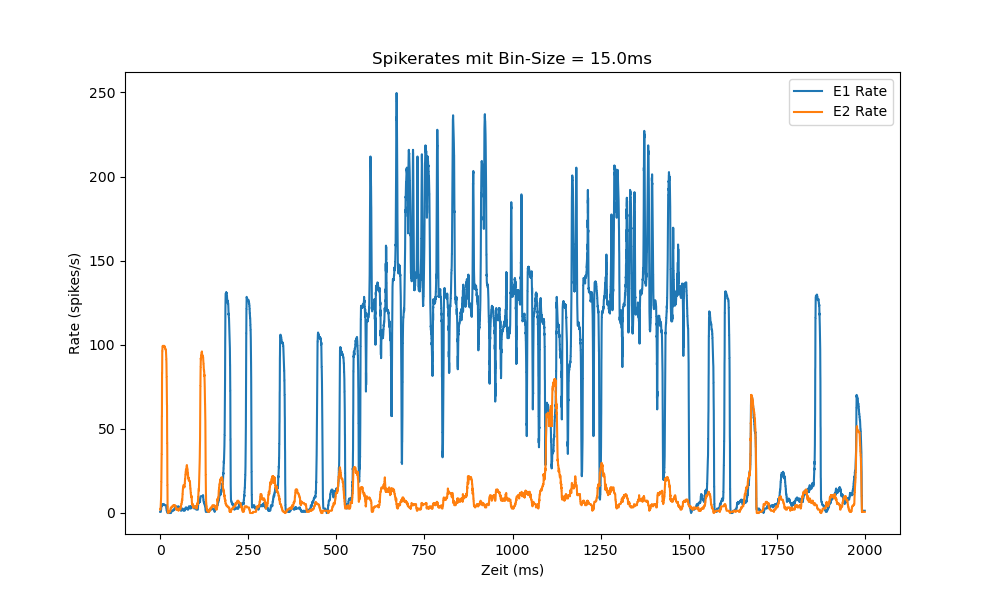 Spikerates mit Bin-Size = 15.0ms
E1 Rate
E2 Rate
250
200
150
100
50
0
Rate (spikes/s)
0 250 500 750 1000 1250 1500 1750 2000
Zeit (ms)